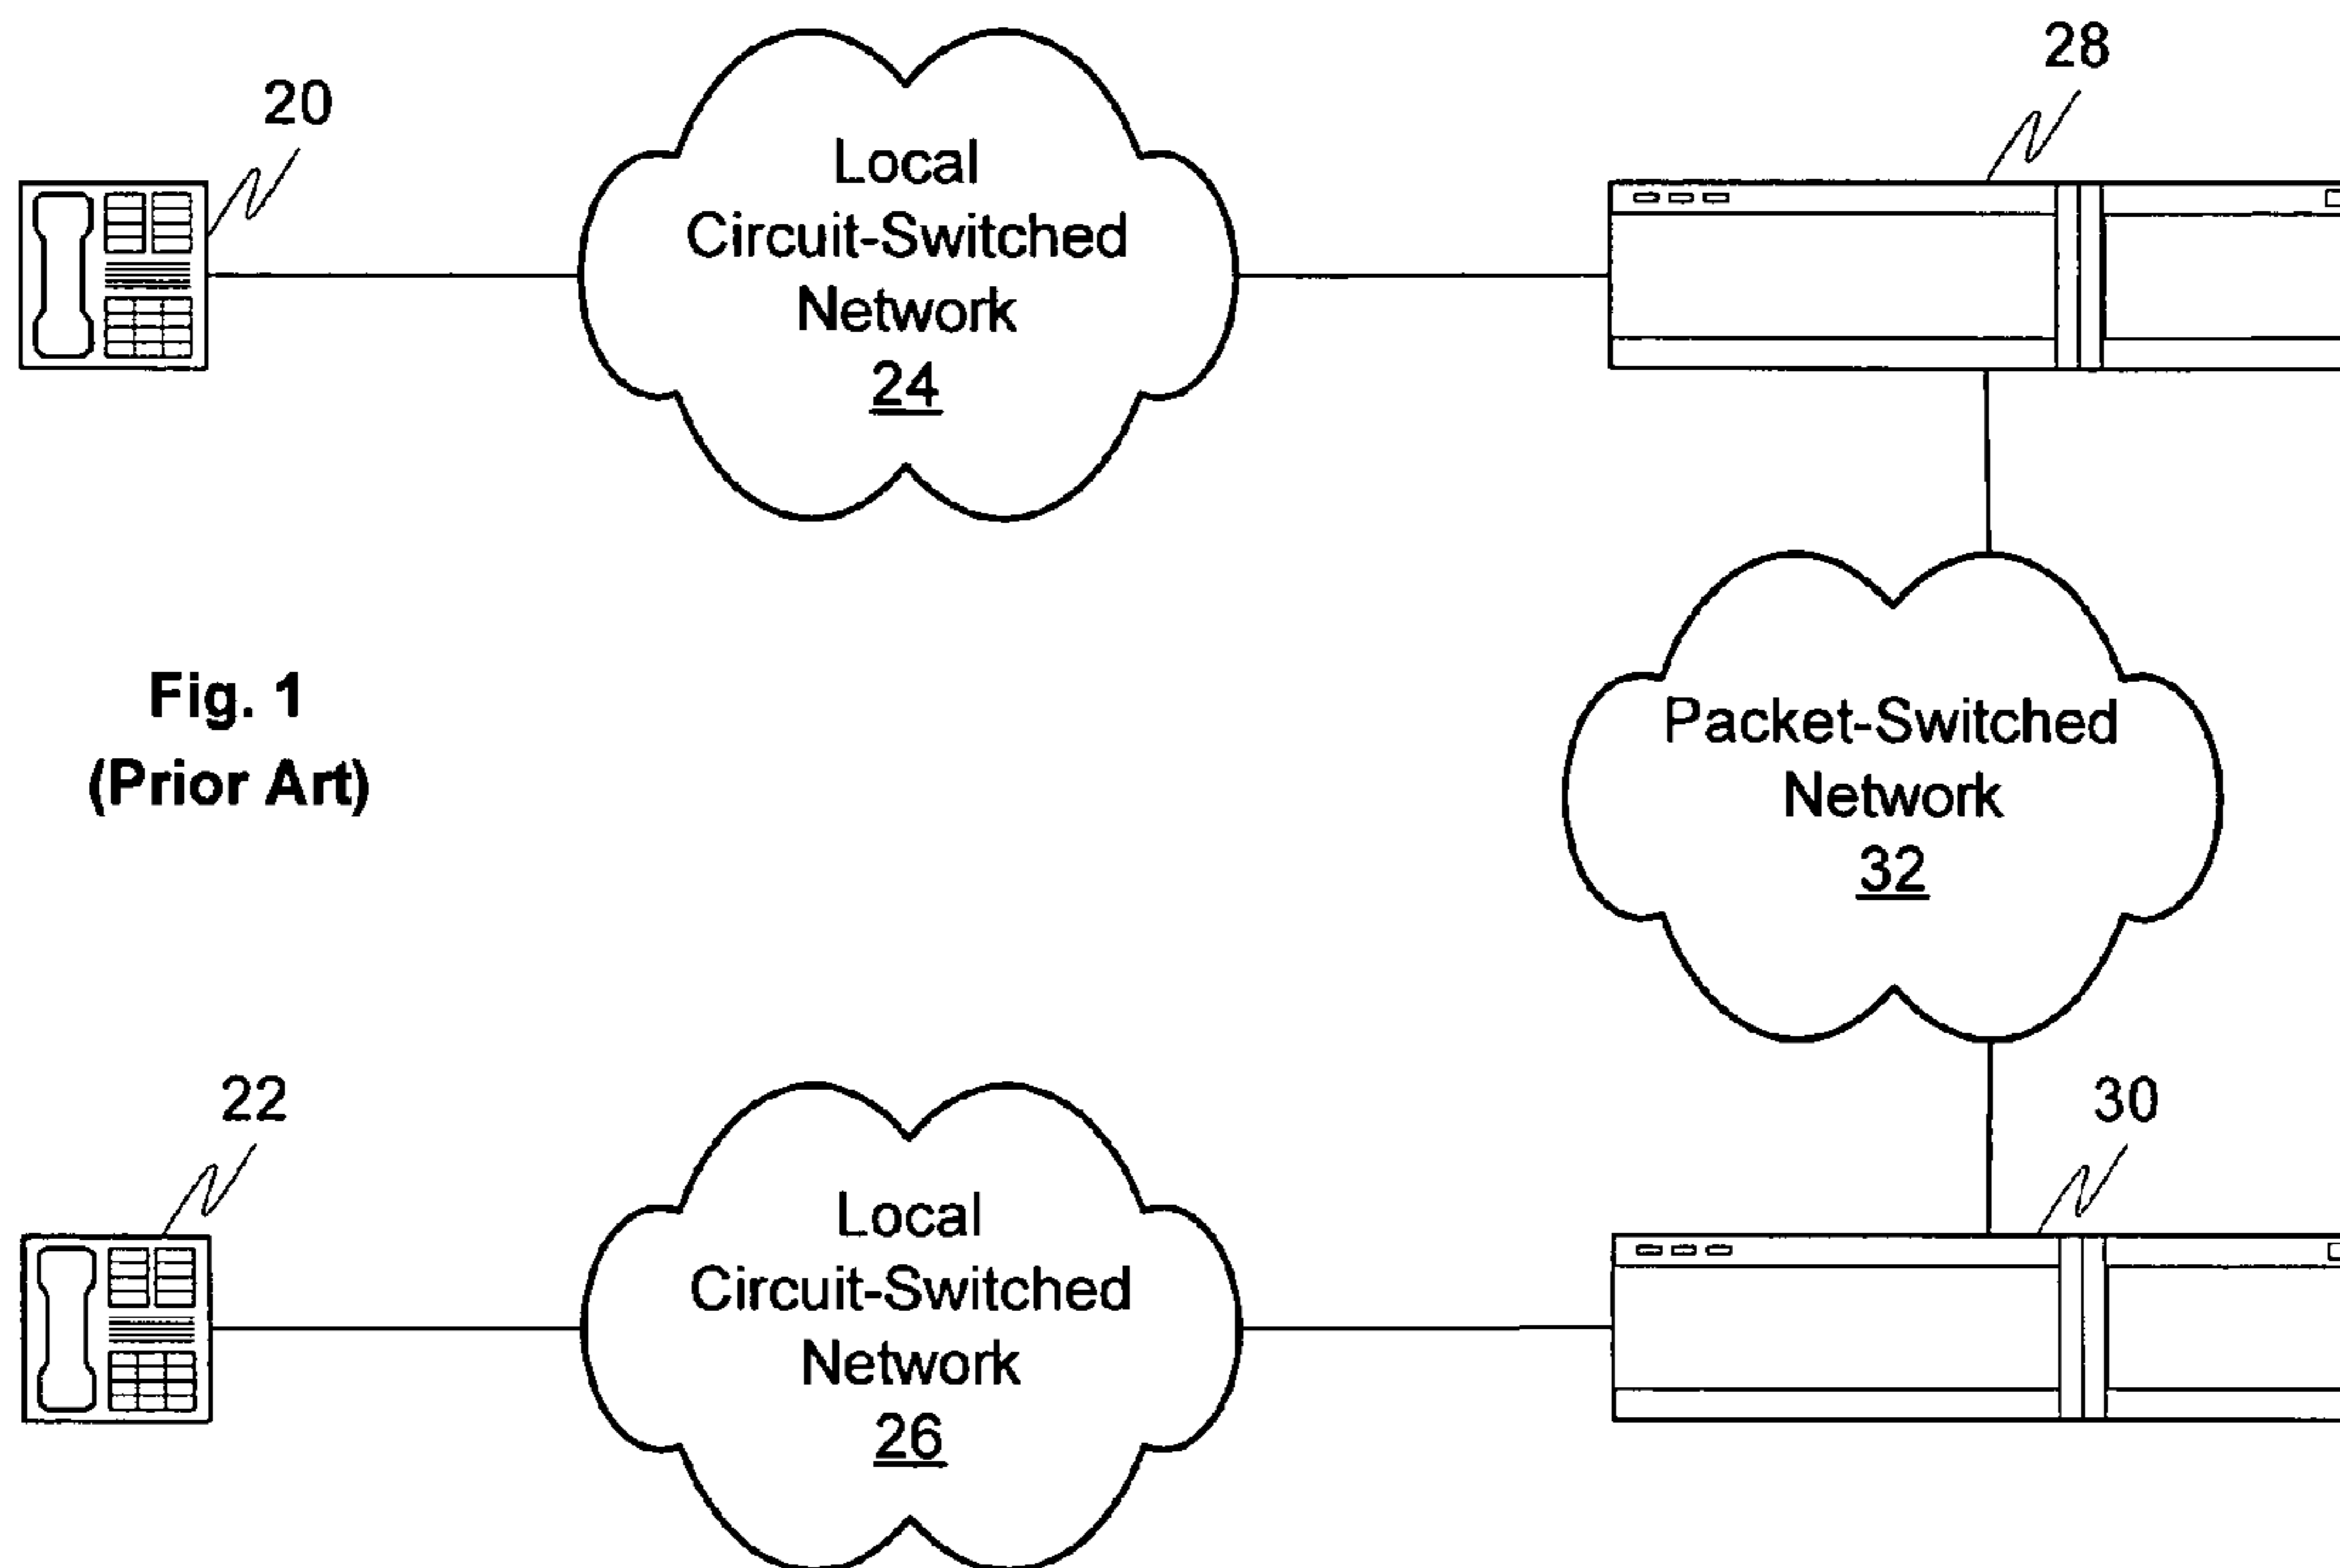 20
28
Local
Circuit-Switched
Network
24
Fig. 1
(Prior Art)
Packet-Switched
Network
32
22
30
Local
Circuit-Switched
Network
26